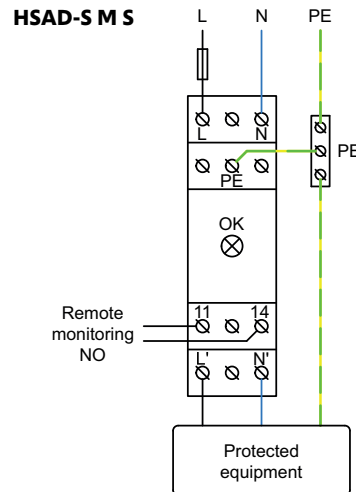 HSAD-S M S
L N PE
L N
PE
PE
OK
11 14
Remote
monitoring
NO
L' N'
Protected
equipment